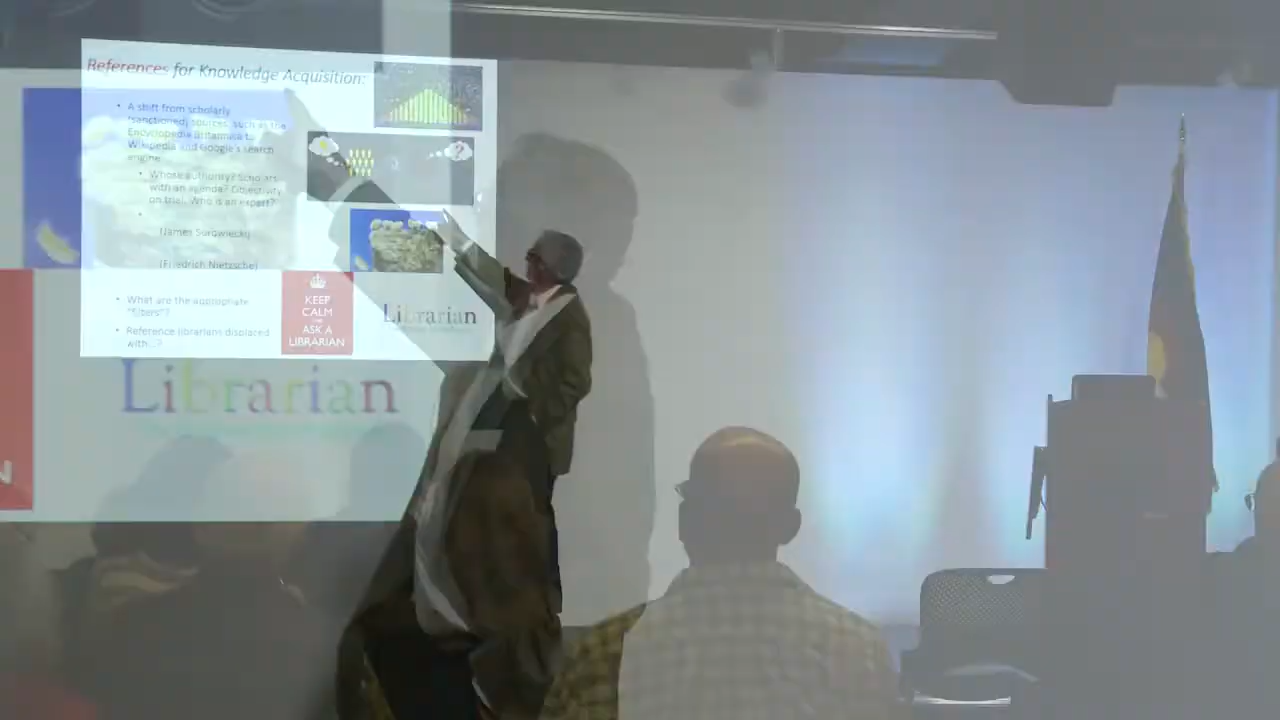 References for Knowledge Acquisition:
• A shift from scholarly
"sanctioned" sources, such as the
Encyclopedia Britannica to
Wikipedia and Google's search
engine
• Whose authority? Scholars
with an agenda? Objectivity
on trial. Who is an expert?
(James Surowiecki)
(Friedrich Nietzsche)
• What are the appropriate
"filters"?
• Reference librarians displaced
with...?
?
KEEP
CALM
ASK A
LIBRARIAN
Librarian
Librarian
N